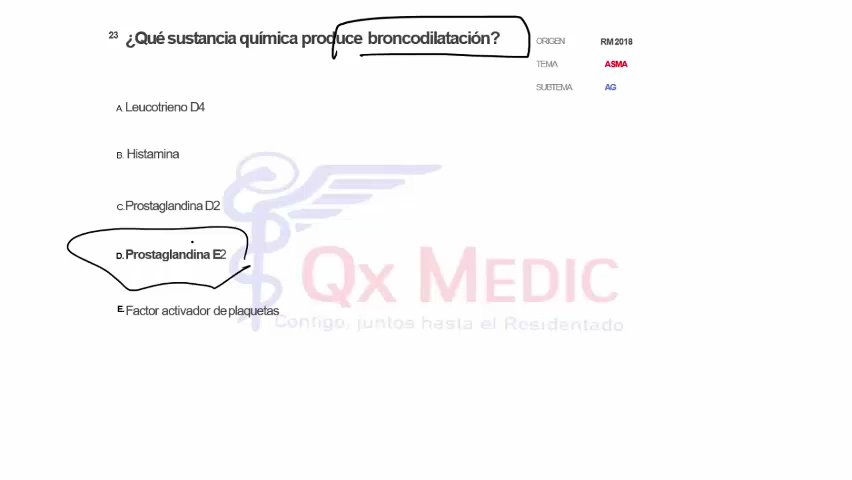 23 ¿Qué sustancia química produce broncodilatación?
ORIGEN RM 2018
TEMA ASMA
SUBTEMA AG
A. Leucotrieno D4
B. Histamina
C. Prostaglandina D2
D. Prostaglandina E2
E. Factor activador de plaquetas
Qx MEDIC
Contigo, juntos hasta el Residentado